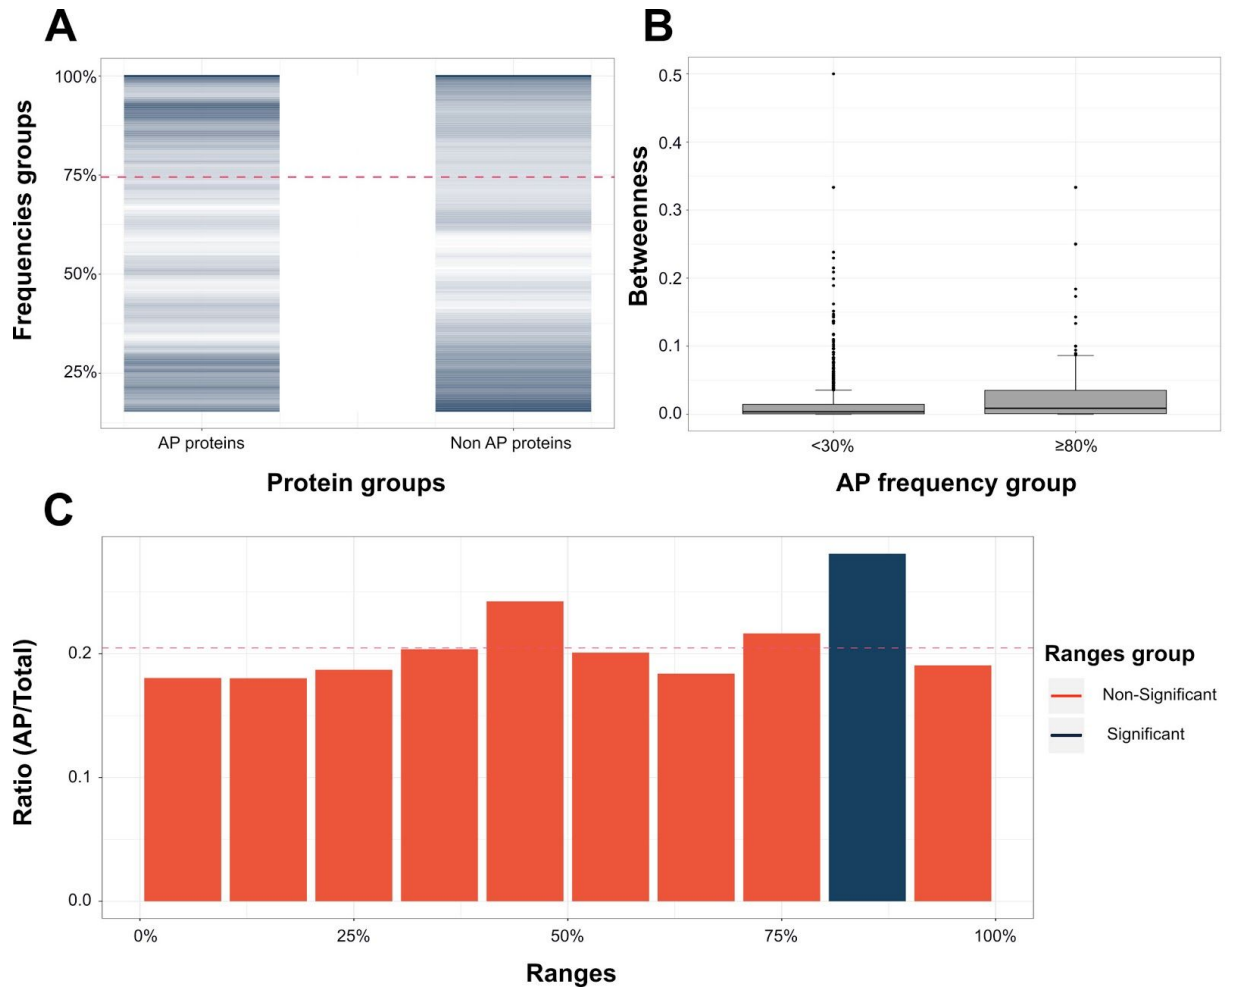 A
Frequencies groups
100%
75%
50%
25%
AP proteins
Non AP proteins
Protein groups
B
Betweenness
0.5
0.4
0.3
0.2
0.1
0.0
<30%
≥80%
AP frequency group
C
Ratio (AP/Total)
0.2
0.1
0.0
0%
25%
50%
75%
100%
Ranges
Ranges group
Non-Significant
Significant